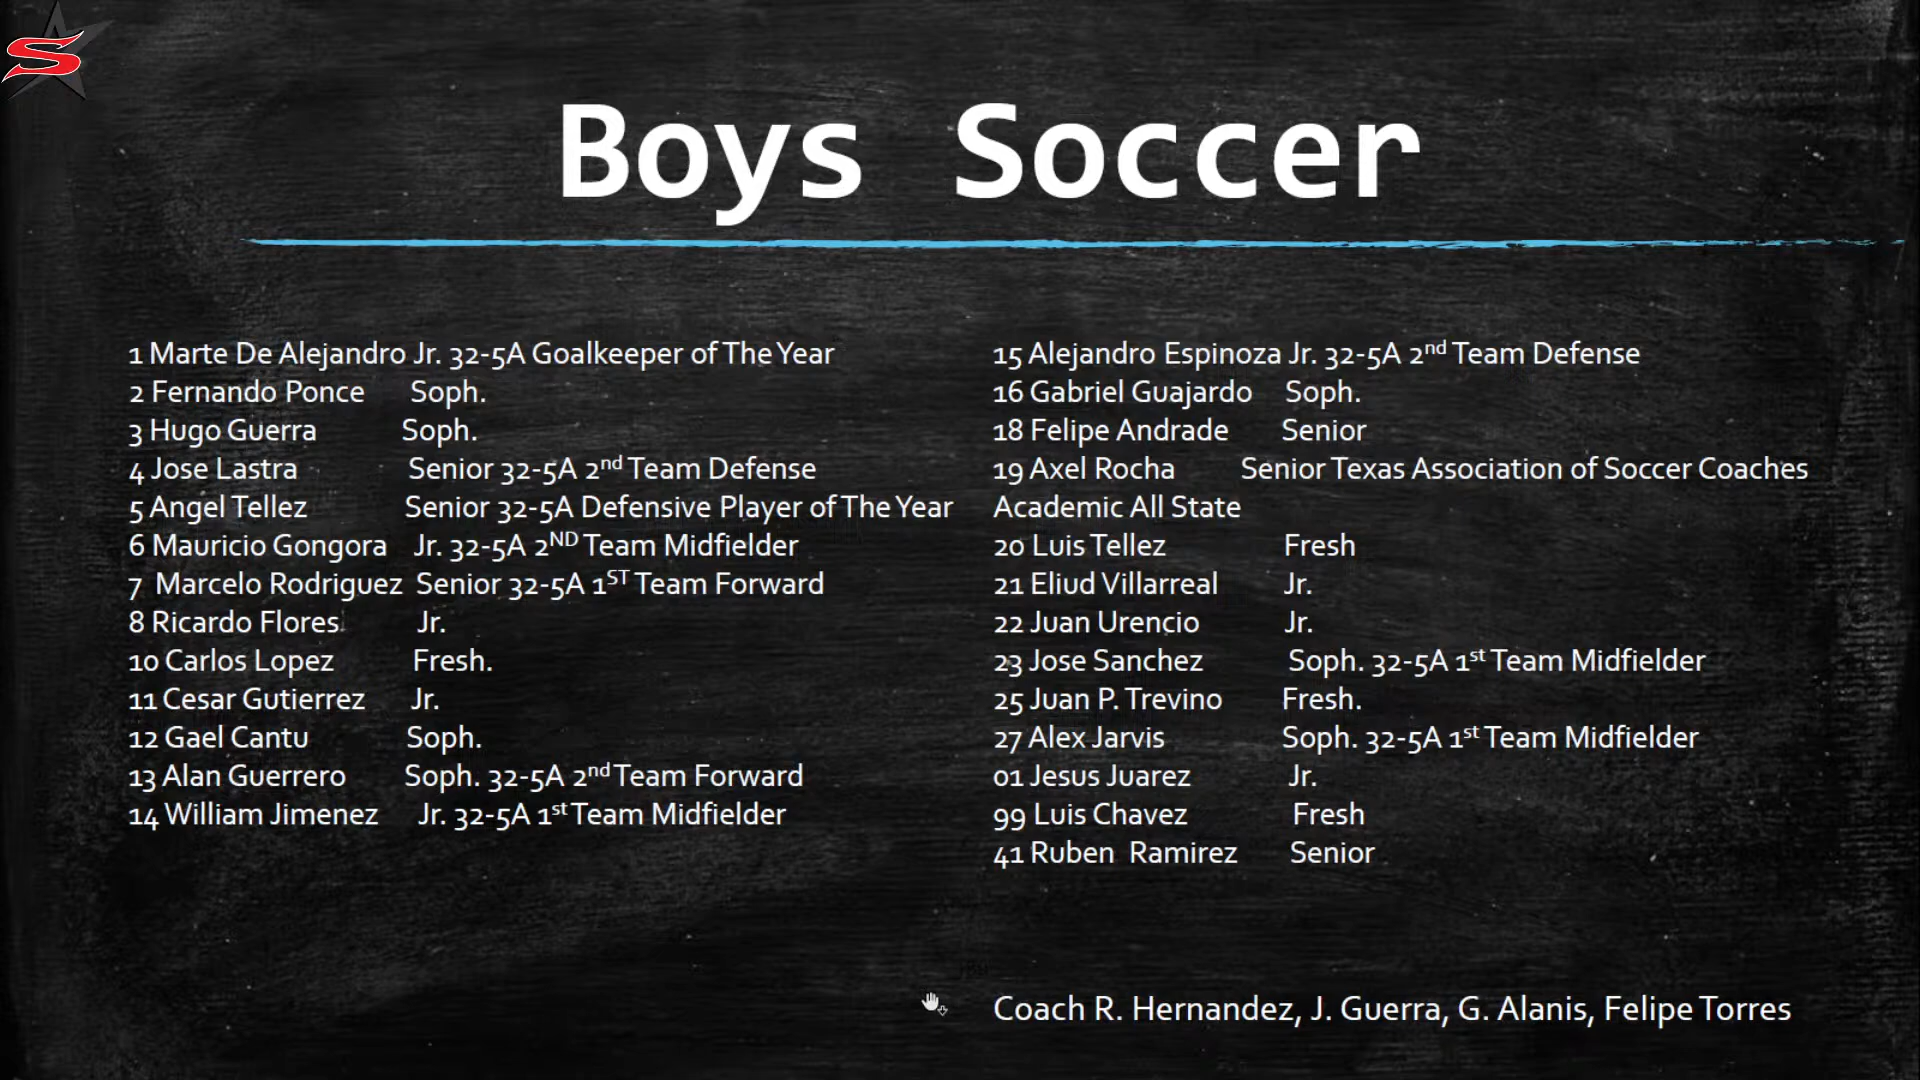 S
Boys Soccer
1 Marte De Alejandro Jr. 32-5A Goalkeeper of The Year
2 Fernando Ponce Soph.
3 Hugo Guerra Soph.
4 Jose Lastra Senior 32-5A 2nd Team Defense
5 Angel Tellez Senior 32-5A Defensive Player of The Year
6 Mauricio Gongora Jr. 32-5A 2ND Team Midfielder
7 Marcelo Rodriguez Senior 32-5A 1ST Team Forward
8 Ricardo Flores Jr.
10 Carlos Lopez Fresh.
11 Cesar Gutierrez Jr.
12 Gael Cantu Soph.
13 Alan Guerrero Soph. 32-5A 2nd Team Forward
14 William Jimenez Jr. 32-5A 1st Team Midfielder
15 Alejandro Espinoza Jr. 32-5A 2nd Team Defense
16 Gabriel Guajardo Soph.
18 Felipe Andrade Senior
19 Axel Rocha Senior Texas Association of Soccer Coaches
Academic All State
20 Luis Tellez Fresh
21 Eliud Villarreal Jr.
22 Juan Urencio Jr.
23 Jose Sanchez Soph. 32-5A 1st Team Midfielder
25 Juan P. Trevino Fresh.
27 Alex Jarvis Soph. 32-5A 1st Team Midfielder
01 Jesus Juarez Jr.
99 Luis Chavez Fresh
41 Ruben Ramirez Senior
Coach R. Hernandez, J. Guerra, G. Alanis, Felipe Torres